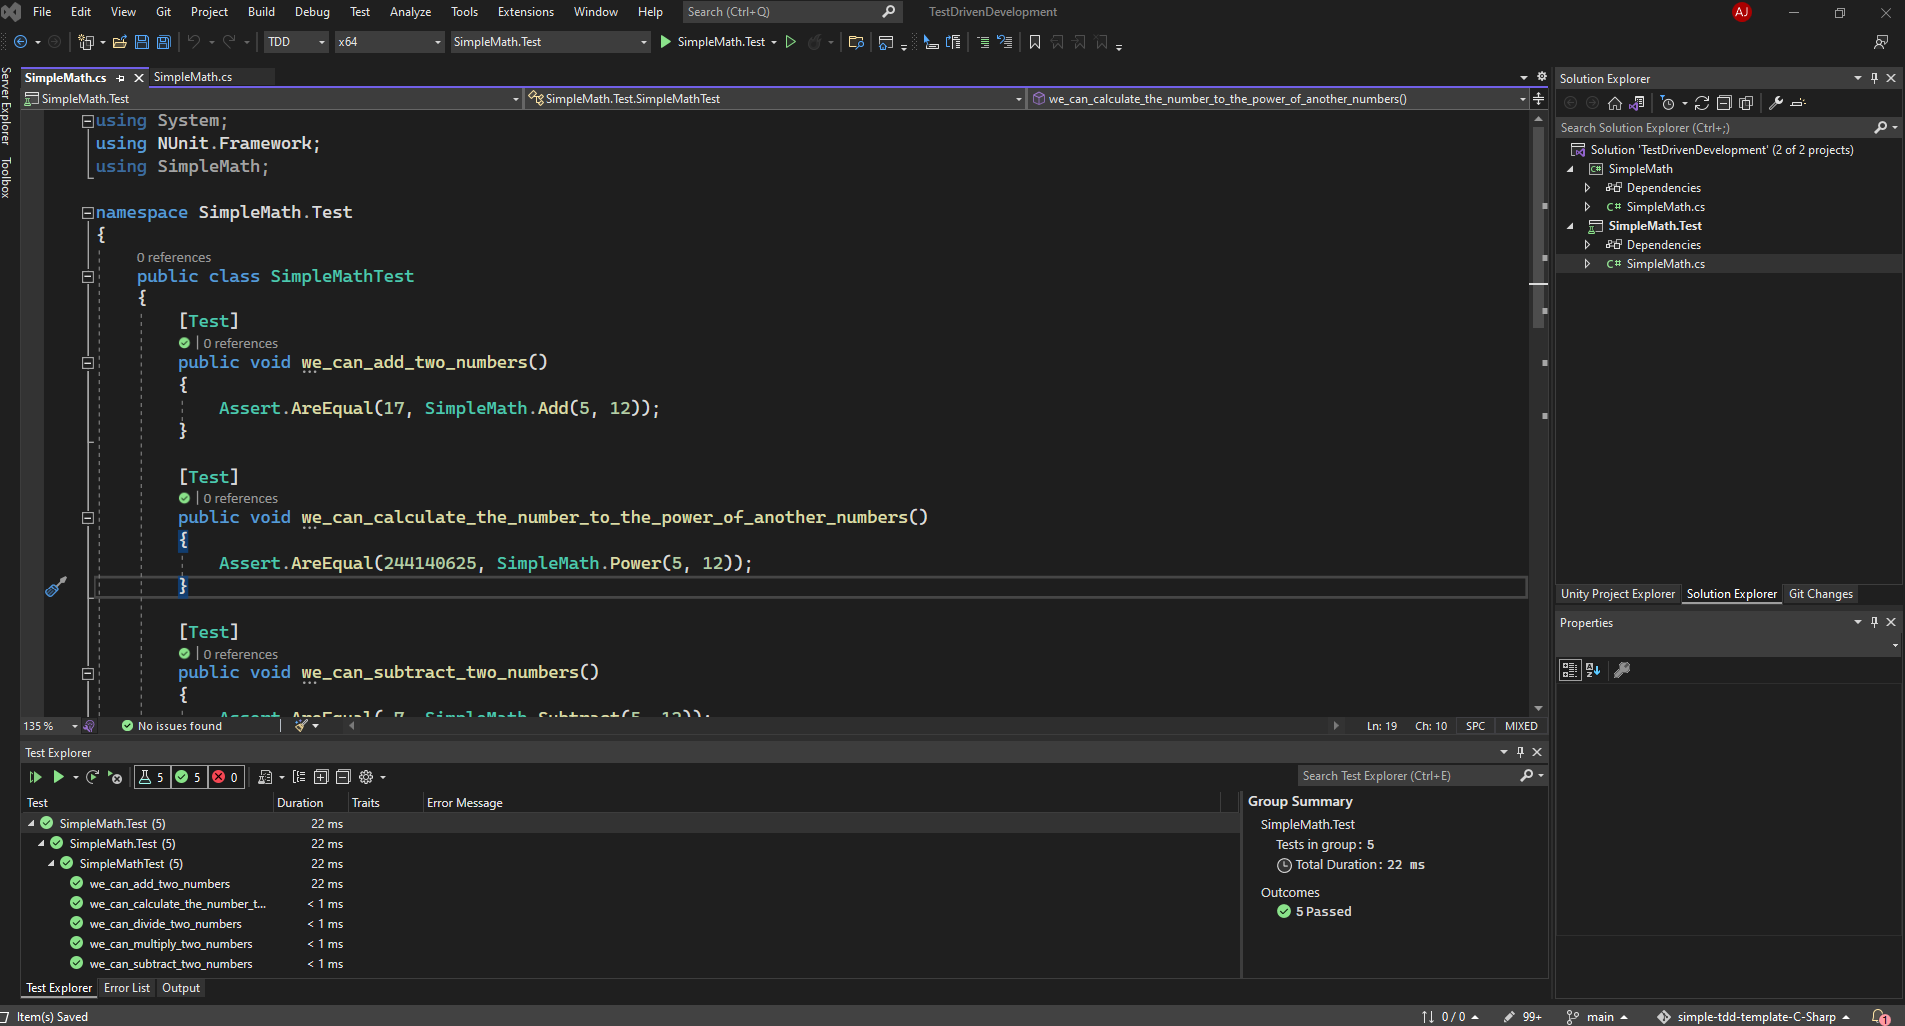 File Edit View Git Project Build Debug Test Analyze Tools Extensions Window Help Search (Ctrl+Q) TestDrivenDevelopment AJ
TDD x64 SimpleMath.Test SimpleMath.Test
Server Explorer
Toolbox
SimpleMath.cs SimpleMath.cs
SimpleMath.Test SimpleMath.Test.SimpleMathTest we_can_calculate_the_number_to_the_power_of_another_numbers()
using System;
using NUnit.Framework;
using SimpleMath;
namespace SimpleMath.Test
{
0 references
public class SimpleMathTest
{
[Test]
| 0 references
public void we_can_add_two_numbers()
{
Assert.AreEqual(17, SimpleMath.Add(5, 12));
}
[Test]
| 0 references
public void we_can_calculate_the_number_to_the_power_of_another_numbers()
{
Assert.AreEqual(244140625, SimpleMath.Power(5, 12));
}
[Test]
| 0 references
public void we_can_subtract_two_numbers()
{
Assert.AreEqual(-7, SimpleMath.Subtract(5, 12));
135 % No issues found Ln: 19 Ch: 10 SPC MIXED
Test Explorer
5 5 0 Search Test Explorer (Ctrl+E)
Test Duration Traits Error Message
SimpleMath.Test (5) 22 ms
SimpleMath.Test (5) 22 ms
SimpleMathTest (5) 22 ms
we_can_add_two_numbers 22 ms
we_can_calculate_the_number_t... < 1 ms
we_can_divide_two_numbers < 1 ms
we_can_multiply_two_numbers < 1 ms
we_can_subtract_two_numbers < 1 ms
Group Summary
SimpleMath.Test
Tests in group: 5
Total Duration: 22 ms
Outcomes
5 Passed
Test Explorer Error List Output
Solution Explorer
Search Solution Explorer (Ctrl+;)
Solution 'TestDrivenDevelopment' (2 of 2 projects)
C# SimpleMath
Dependencies
C# SimpleMath.cs
SimpleMath.Test
Dependencies
C# SimpleMath.cs
Unity Project Explorer Solution Explorer Git Changes
Properties
Item(s) Saved 0 / 0 99+ main simple-tdd-template-C-Sharp 1